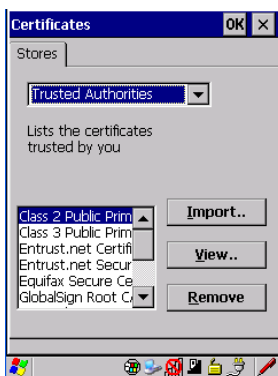 Certificates OK ×
Stores
Trusted Authorities
Lists the certificates
trusted by you
Class 2 Public Prim
Class 3 Public Prim
Entrust.net Certifi
Entrust.net Secur
Equifax Secure Ce
GlobalSign Root C
Import..
View..
Remove